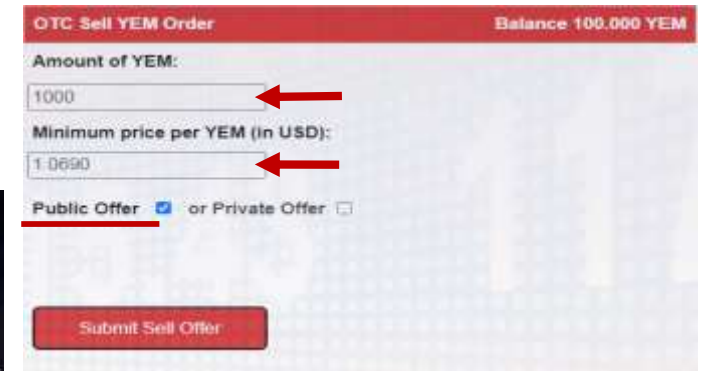 OTC Sell YEM Order Balance 100.000 YEM
Amount of YEM:
1000
Minimum price per YEM (in USD):
1.0690
Public Offer or Private Offer
Submit Sell Offer